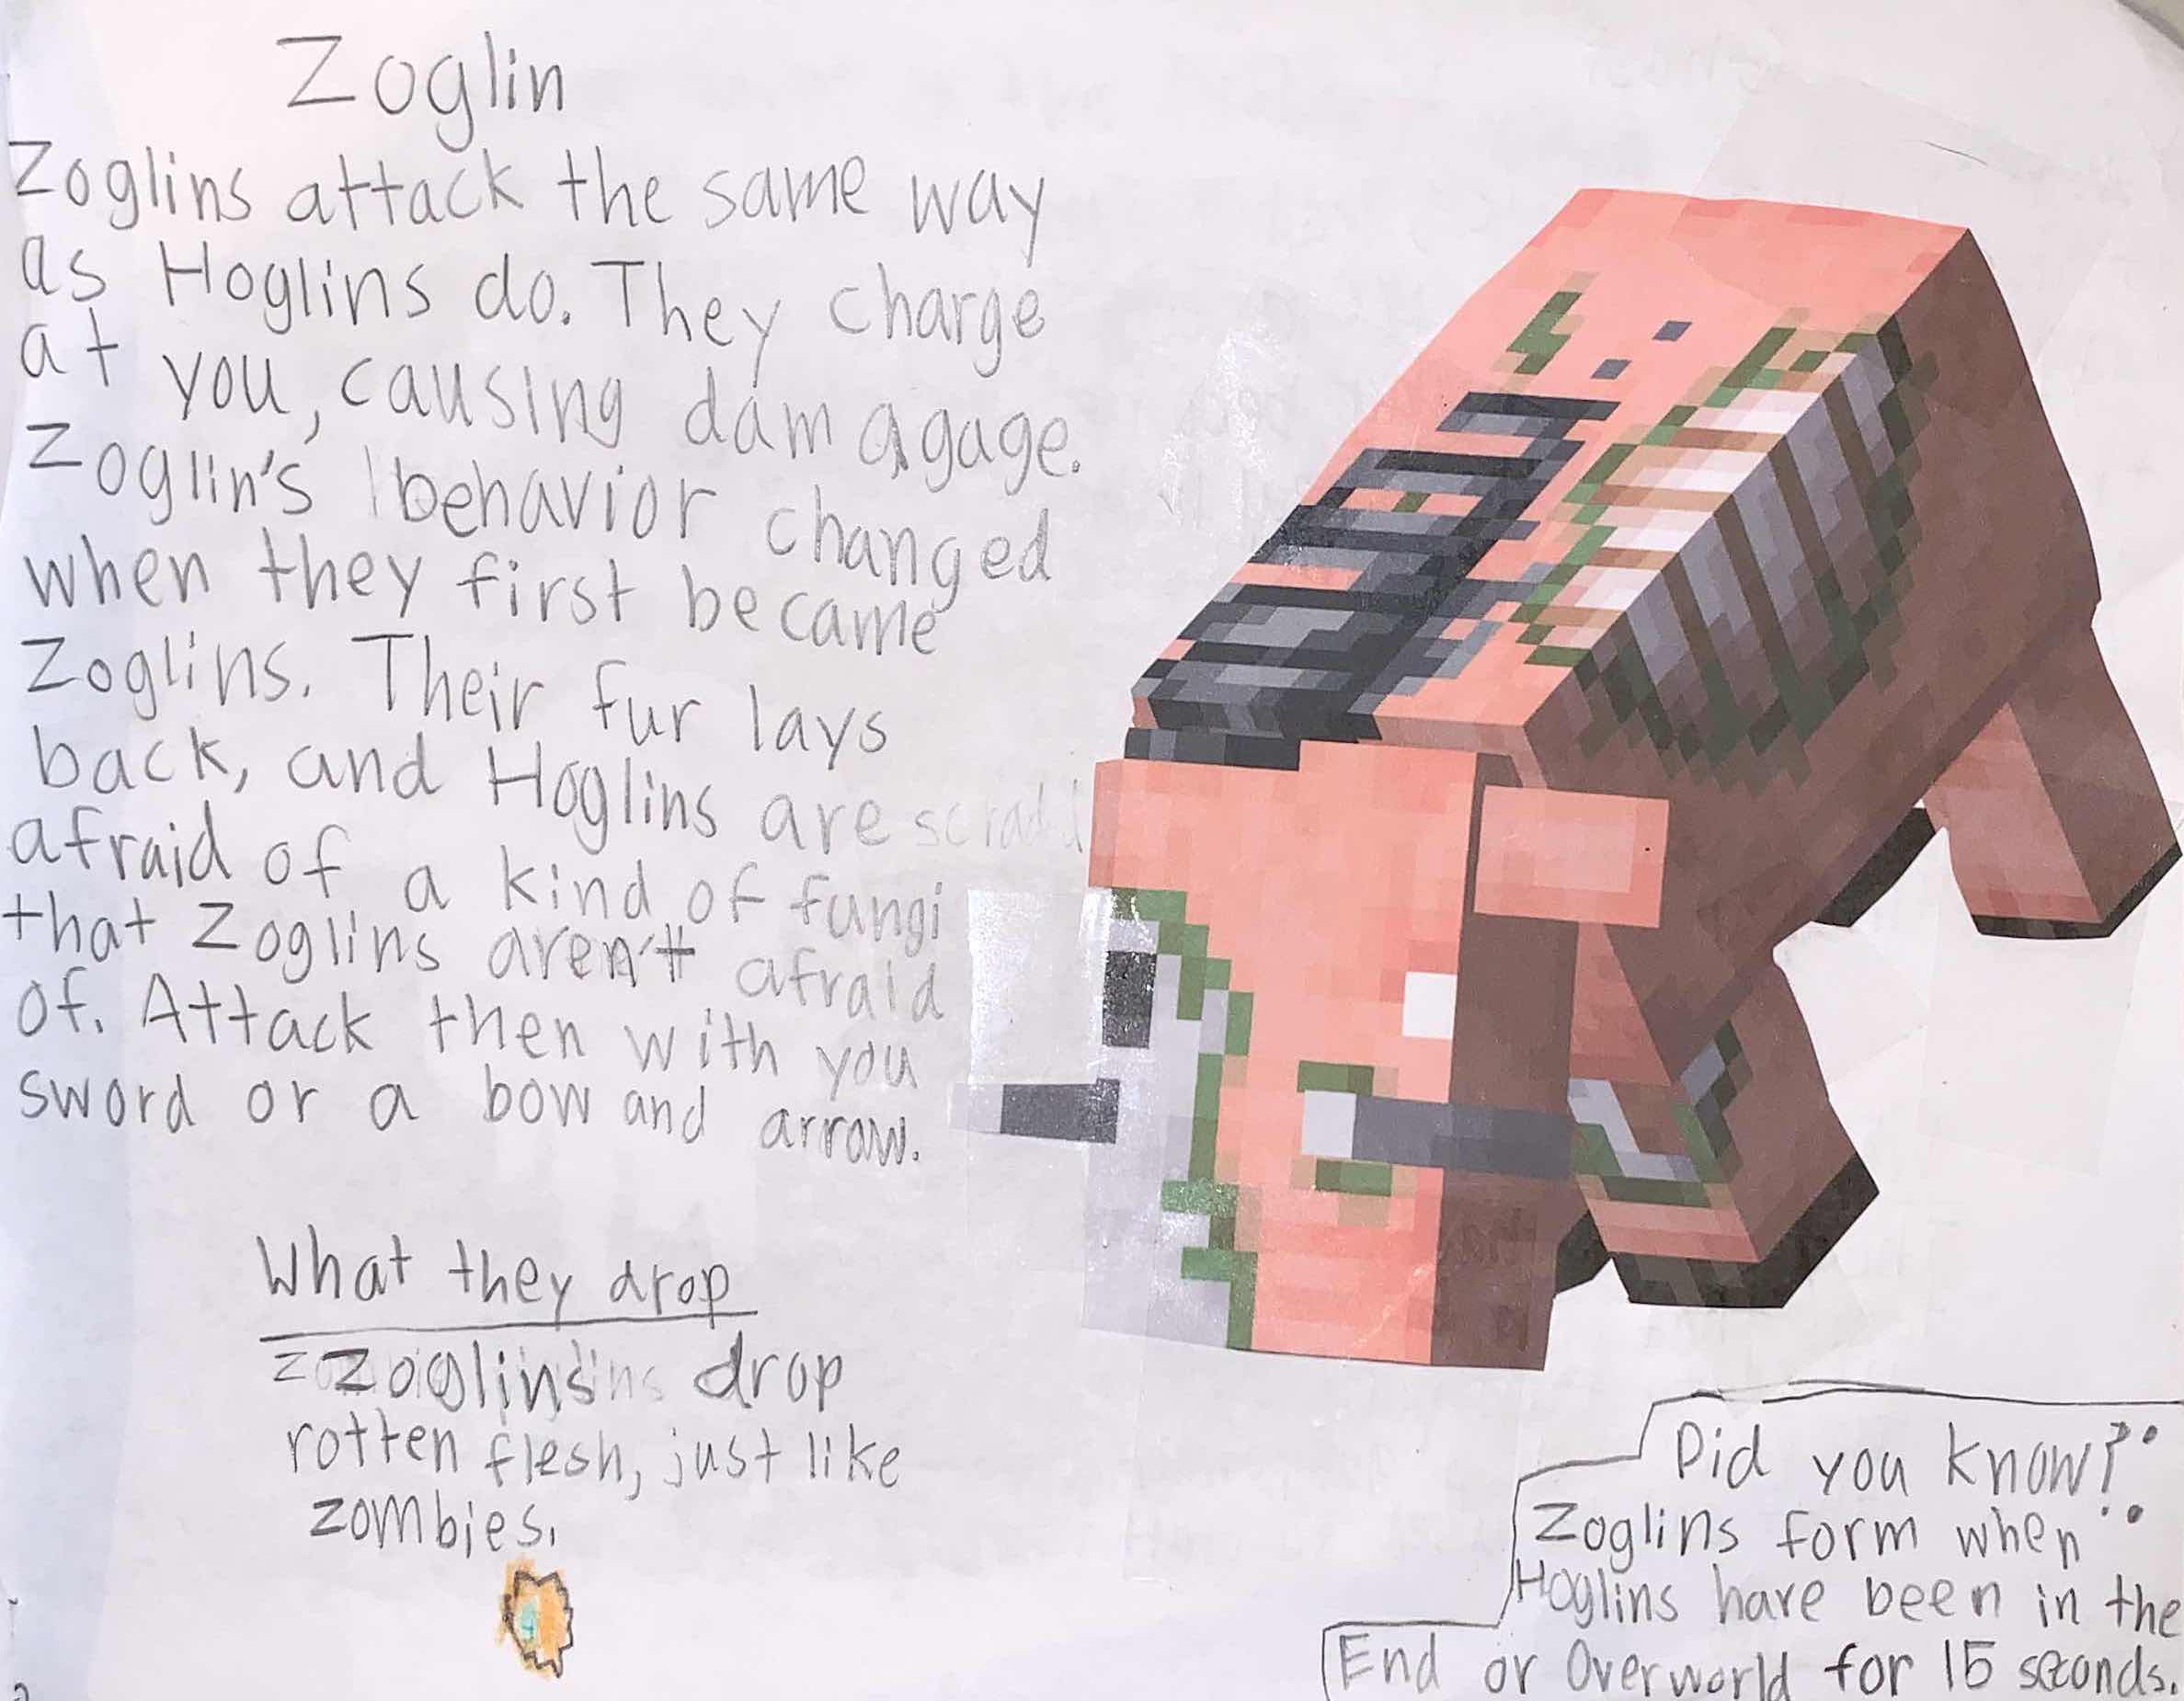 Zoglin
Zoglins attack the same way
as Hoglins do. They charge
at you, causing damagage.
Zoglin's behavior changed
when they first became
Zoglins. Their fur lays
back, and Hoglins are
afraid of a kind of fungi
that Zoglins aren't afraid
of. Attack then with you
sword or a bow and arrow.
What they drop
Zoglins drop
rotten flesh, just like
zombies.
Did you know?
Zoglins form when
Hoglins have been in the
End or Overworld for 15 seconds.